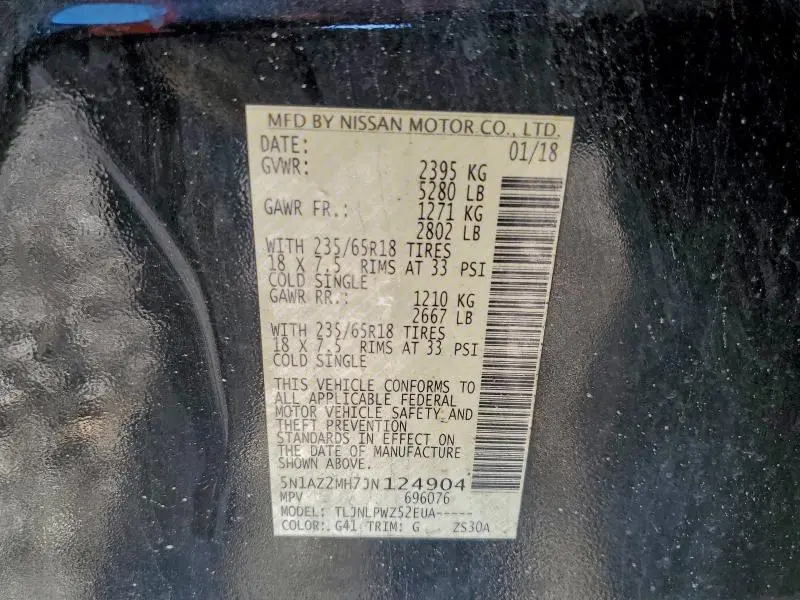 MFD BY NISSAN MOTOR CO., LTD.
DATE: 01/18
GVWR: 2395 KG
5280 LB
GAWR FR.: 1271 KG
2802 LB
WITH 235/65R18 TIRES
18 X 7.5 RIMS AT 33 PSI
COLD SINGLE
GAWR RR.: 1210 KG
2667 LB
WITH 235/65R18 TIRES
18 X 7.5 RIMS AT 33 PSI
COLD SINGLE
THIS VEHICLE CONFORMS TO
ALL APPLICABLE FEDERAL
MOTOR VEHICLE SAFETY AND
THEFT PREVENTION
STANDARDS IN EFFECT ON
THE DATE OF MANUFACTURE
SHOWN ABOVE.
5N1AZ2MH7JN124904
MPV 696076
MODEL: TLJNLPWZ52EUA-----
COLOR: G41 TRIM: G ZS30A